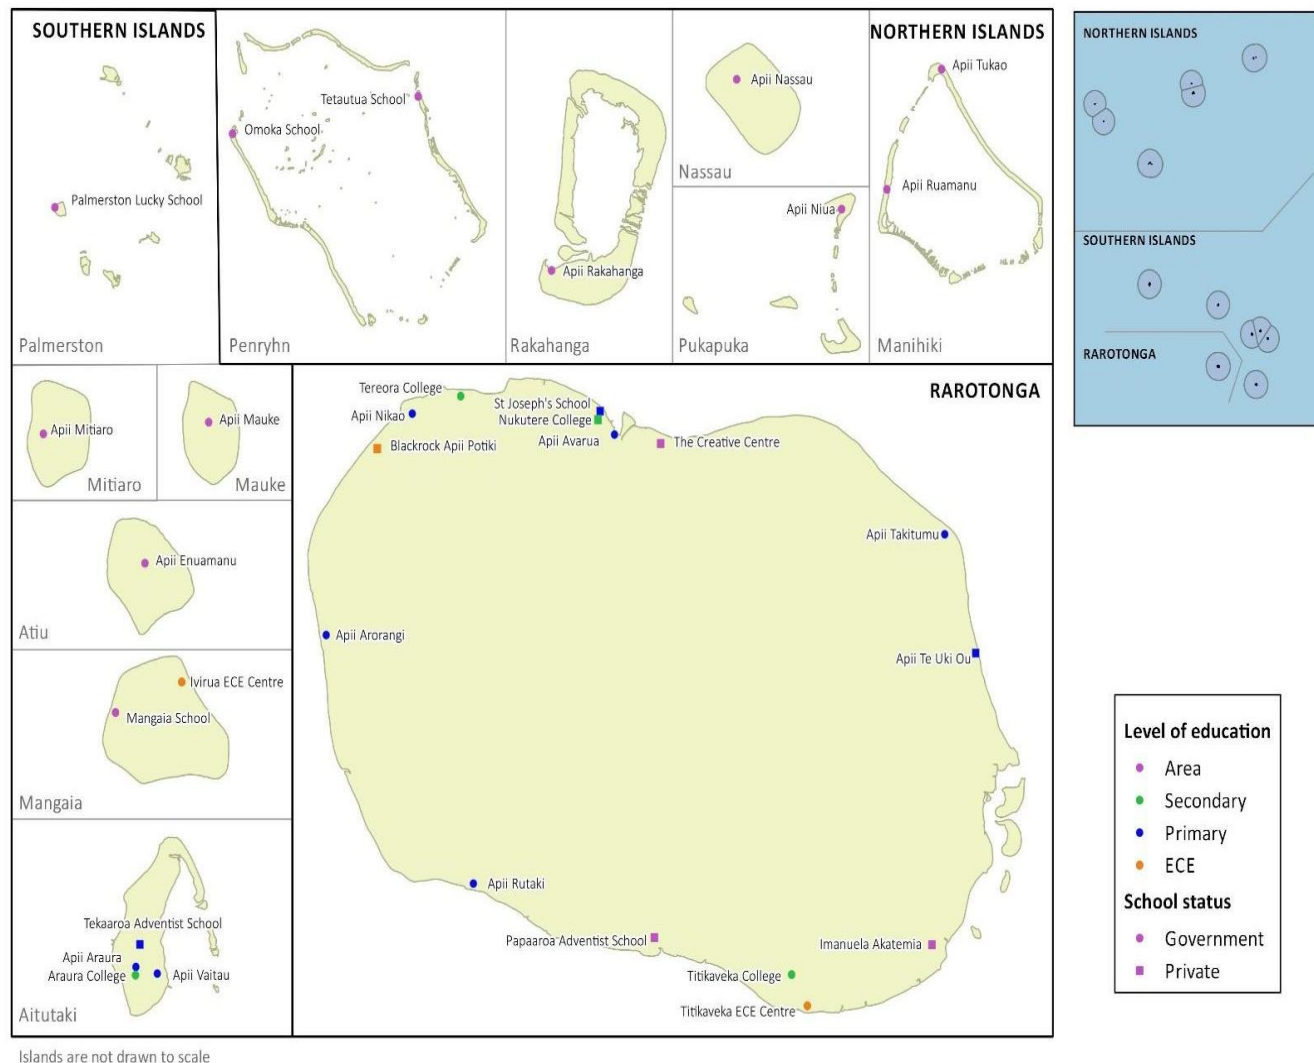 SOUTHERN ISLANDS
Palmerston Lucky School
Palmerston
Tetautua School
Omoka School
Penryhn
Apii Rakahanga
Rakahanga
Apii Nassau
Nassau
Apii Niua
Pukapuka
NORTHERN ISLANDS
Apii Tukao
Apii Ruamanu
Manihiki
Apii Mitiaro
Mitiaro
Apii Mauke
Mauke
Apii Enuamanu
Atiu
Ivirua ECE Centre
Mangaia School
Mangaia
Tekaaroa Adventist School
Apii Araura
Araura College
Apii Vaitau
Aitutaki
RAROTONGA
Tereora College
Apii Nikao
Blackrock Apii Potiki
St Joseph's School
Nukutere College
Apii Avarua
The Creative Centre
Apii Takitumu
Apii Arorangi
Apii Te Uki Ou
Apii Rutaki
Papaaroa Adventist School
Imanuela Akatemia
Titikaveka College
Titikaveka ECE Centre
NORTHERN ISLANDS
SOUTHERN ISLANDS
RAROTONGA
Level of education
Area
Secondary
Primary
ECE
School status
Government
Private
Islands are not drawn to scale